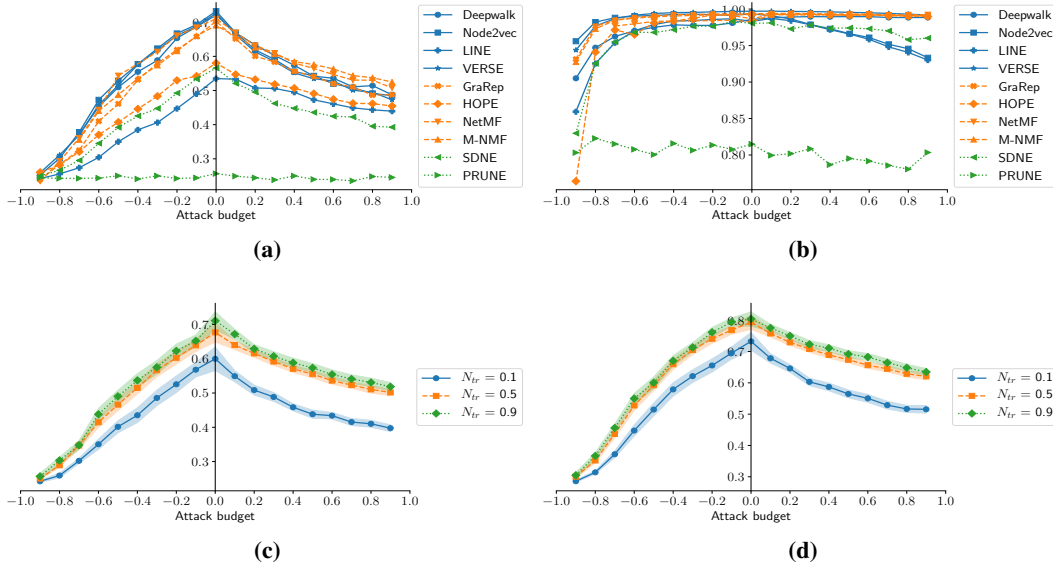 0.7
0.6
0.5
0.4
0.3
−1.0 −0.8 −0.6 −0.4 −0.2 0.0 0.2 0.4 0.6 0.8 1.0
Attack budget
Deepwalk
Node2vec
LINE
VERSE
GraRep
HOPE
NetMF
M-NMF
SDNE
PRUNE
(a)
1.00
0.95
0.90
0.85
0.80
−1.0 −0.8 −0.6 −0.4 −0.2 0.0 0.2 0.4 0.6 0.8 1.0
Attack budget
Deepwalk
Node2vec
LINE
VERSE
GraRep
HOPE
NetMF
M-NMF
SDNE
PRUNE
(b)
0.7
0.6
0.5
0.4
0.3
−1.0 −0.8 −0.6 −0.4 −0.2 0.0 0.2 0.4 0.6 0.8 1.0
Attack budget
N_tr = 0.1
N_tr = 0.5
N_tr = 0.9
(c)
0.8
0.7
0.6
0.5
0.4
0.3
−1.0 −0.8 −0.6 −0.4 −0.2 0.0 0.2 0.4 0.6 0.8 1.0
Attack budget
N_tr = 0.1
N_tr = 0.5
N_tr = 0.9
(d)